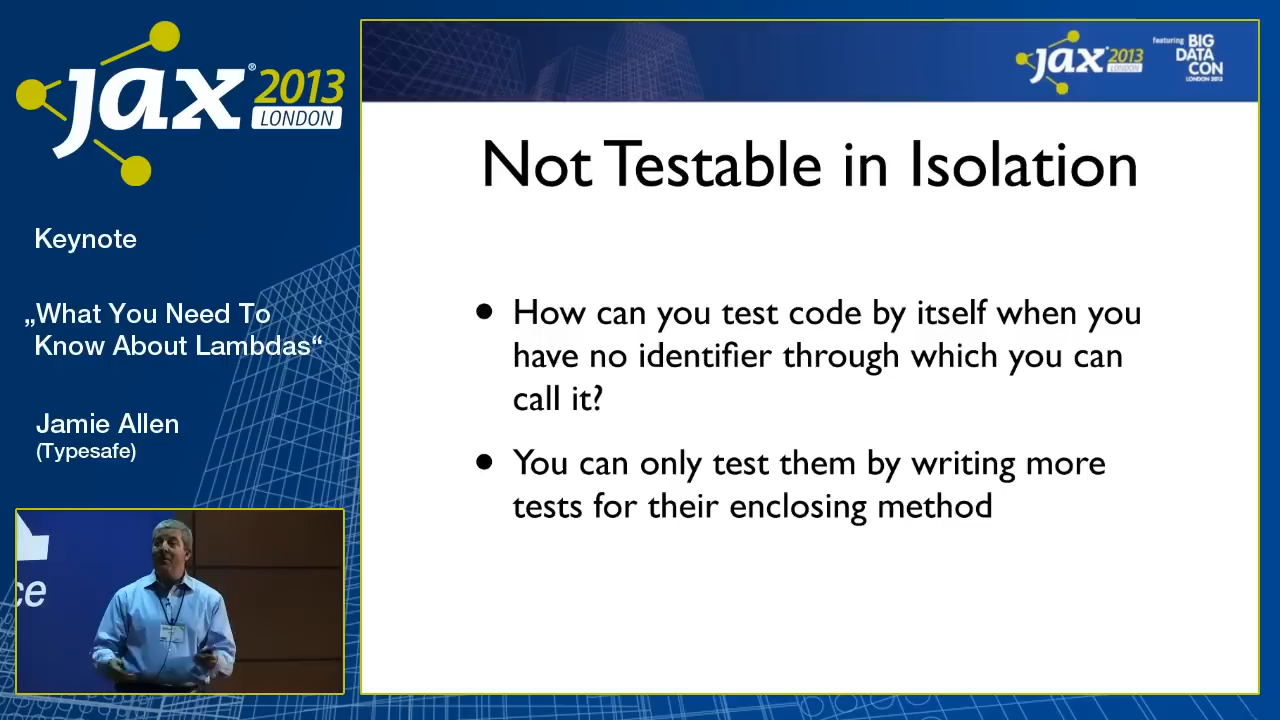 jax® 2013
LONDON
Keynote
„What You Need To
Know About Lambdas“
Jamie Allen
(Typesafe)
ce
jax 2013
LONDON
featuring
BIG
DATA
CON
LONDON 2013
Not Testable in Isolation
• How can you test code by itself when you
have no identifier through which you can
call it?
• You can only test them by writing more
tests for their enclosing method